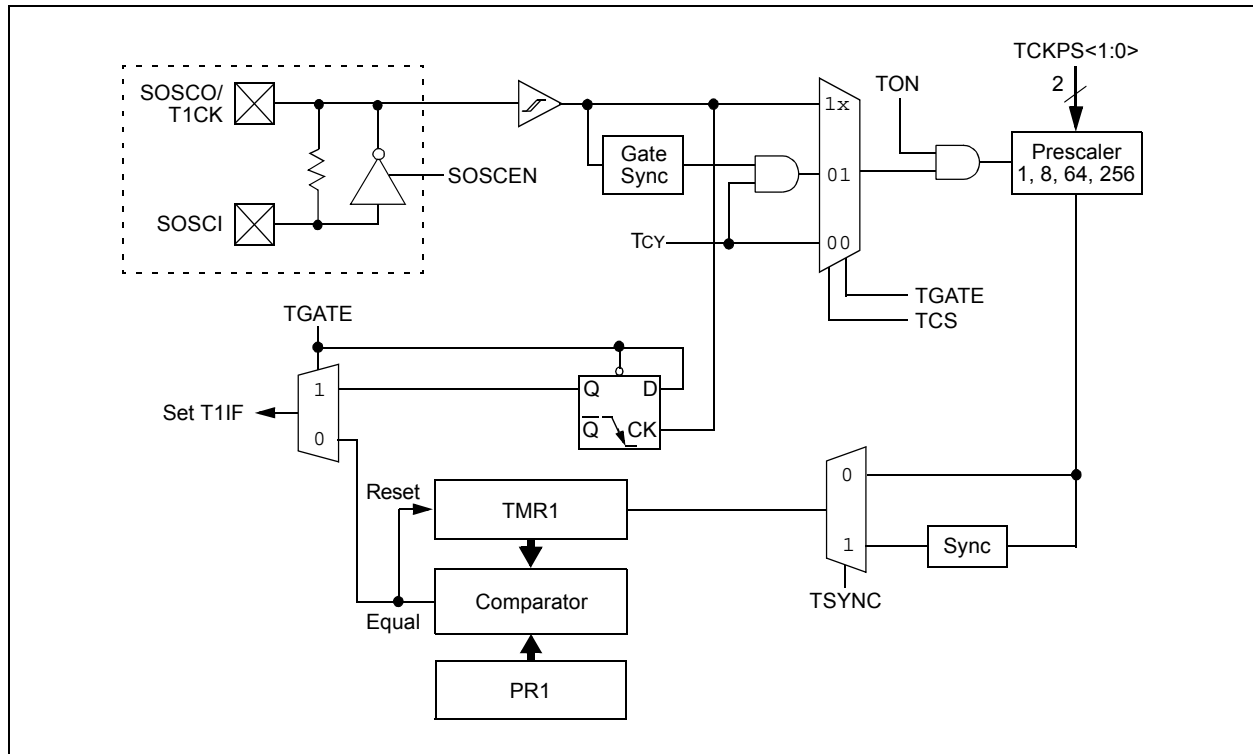 TCKPS<1:0>
2
SOSCO/
T1CK
TON
1x
Gate
Sync
Prescaler
1, 8, 64, 256
SOSCEN
01
SOSCI
TCY
00
TGATE
TCS
TGATE
1
Q
D
Set T1IF
Q
CK
0
Reset
TMR1
0
1
Sync
Comparator
TSYNC
Equal
PR1